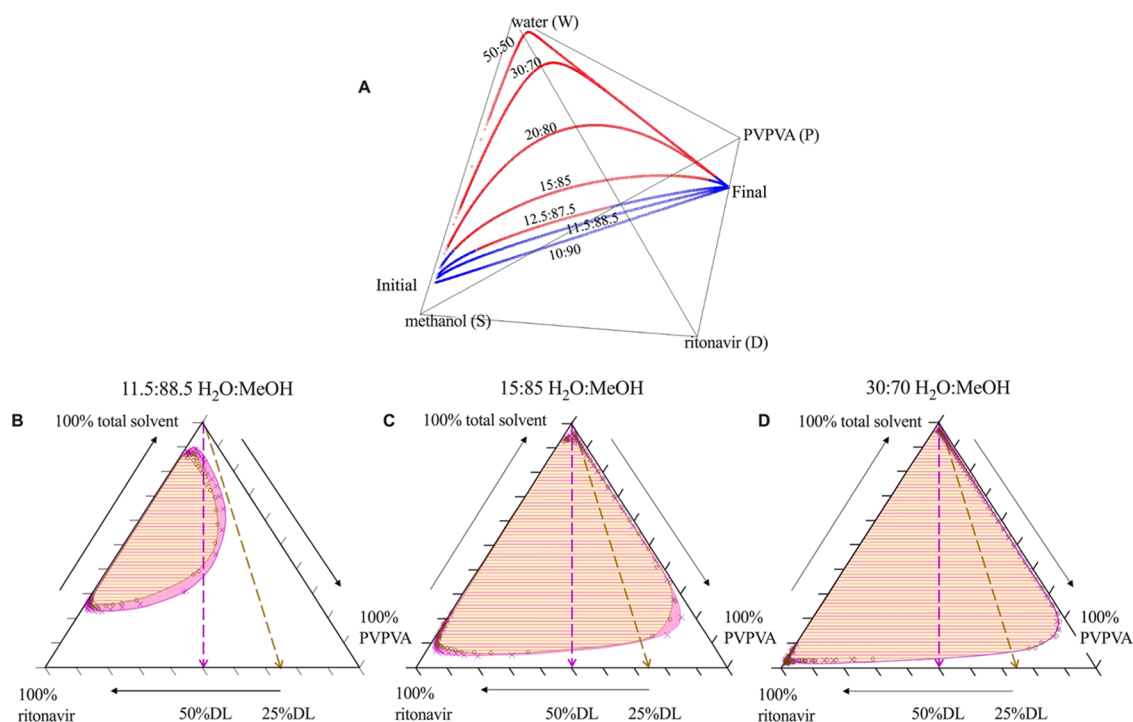 water (W)
50:50
30:70
A
20:80
PVPVA (P)
15:85
Final
12.5:87.5
11.5:88.5
10:90
Initial
methanol (S)
ritonavir (D)
11.5:88.5 H₂O:MeOH
15:85 H₂O:MeOH
30:70 H₂O:MeOH
B
100% total solvent
C
100% total solvent
D
100% total solvent
100%
PVPVA
100%
PVPVA
100%
PVPVA
100%
ritonavir
50%DL
25%DL
100%
ritonavir
50%DL
25%DL
100%
ritonavir
50%DL
25%DL